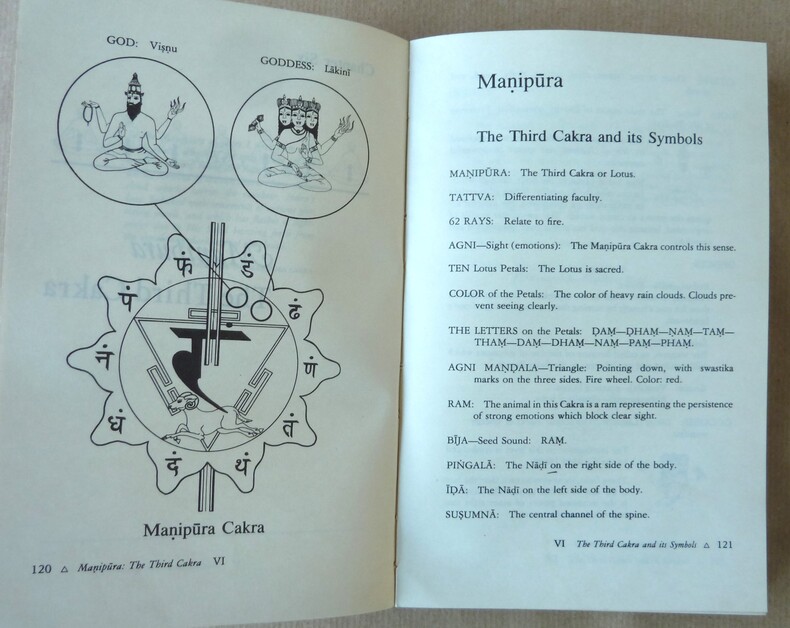 GOD: Viṣṇu
GODDESS: Lākinī
फं
डं
पं
ढं
नं
णं
धं
तं
दं
थं
रं
Maṇipūra Cakra
120 △ Maṇipūra: The Third Cakra VI
Maṇipūra
The Third Cakra and its Symbols
MAṆIPŪRA: The Third Cakra or Lotus.
TATTVA: Differentiating faculty.
62 RAYS: Relate to fire.
AGNI—Sight (emotions): The Maṇipūra Cakra controls this sense.
TEN Lotus Petals: The Lotus is sacred.
COLOR of the Petals: The color of heavy rain clouds. Clouds pre-
vent seeing clearly.
THE LETTERS on the Petals: ḌAṂ—ḌHAṂ—ṆAṂ—TAṂ—
THAṂ—DAṂ—DHAṂ—NAṂ—PAṂ—PHAṂ.
AGNI MAṆḌALA—Triangle: Pointing down, with swastika
marks on the three sides. Fire wheel. Color: red.
RAM: The animal in this Cakra is a ram representing the persistence
of strong emotions which block clear sight.
BĪJA—Seed Sound: RAṂ.
PIṄGALĀ: The Nāḍī on the right side of the body.
ĪḌĀ: The Nāḍī on the left side of the body.
SUṢUMNĀ: The central channel of the spine.
VI The Third Cakra and its Symbols △ 121